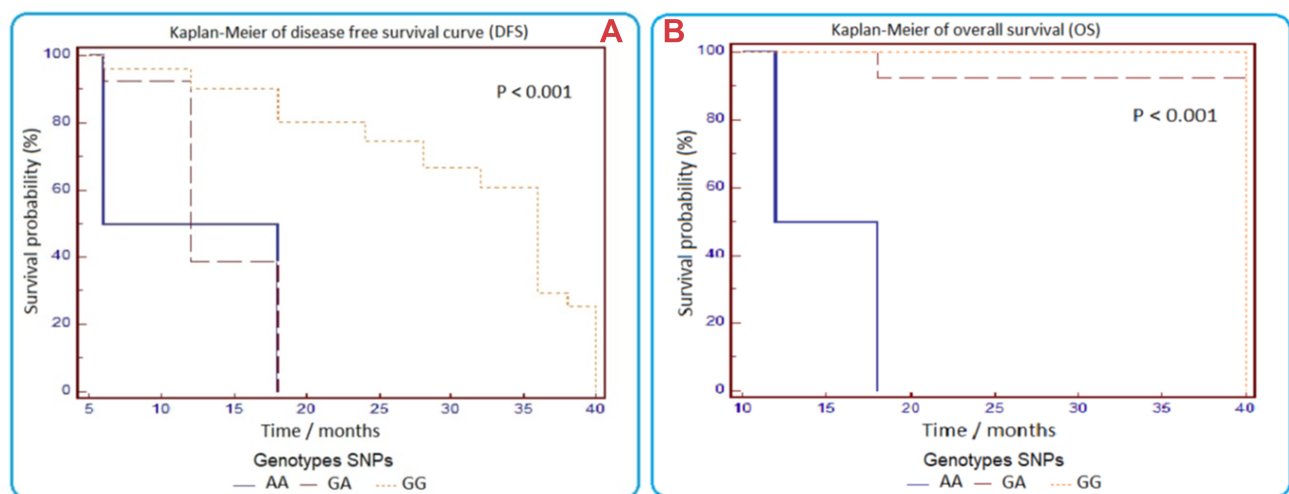 Kaplan-Meier of disease free survival curve (DFS) A
P < 0.001
Survival probability (%)
100
80
60
40
20
0
5 10 15 20 25 30 35 40
Time / months
Genotypes SNPs
AA GA GG
B Kaplan-Meier of overall survival (OS)
P < 0.001
Survival probability (%)
100
80
60
40
20
0
10 15 20 25 30 35 40
Time / months
Genotypes SNPs
AA GA GG